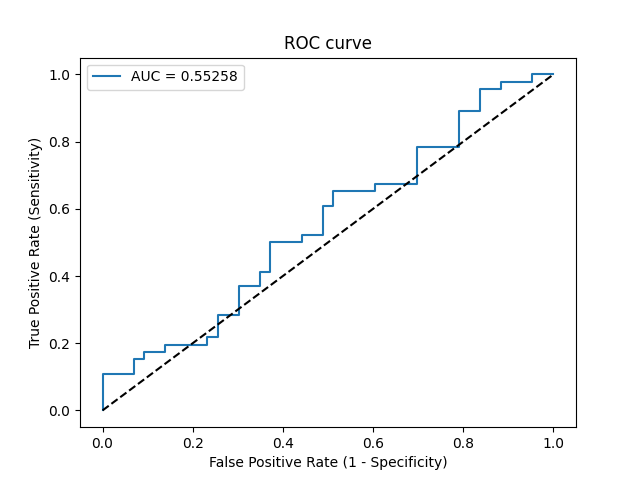 ROC curve
AUC = 0.55258
True Positive Rate (Sensitivity)
1.0
0.8
0.6
0.4
0.2
0.0
0.0 0.2 0.4 0.6 0.8 1.0
False Positive Rate (1 - Specificity)